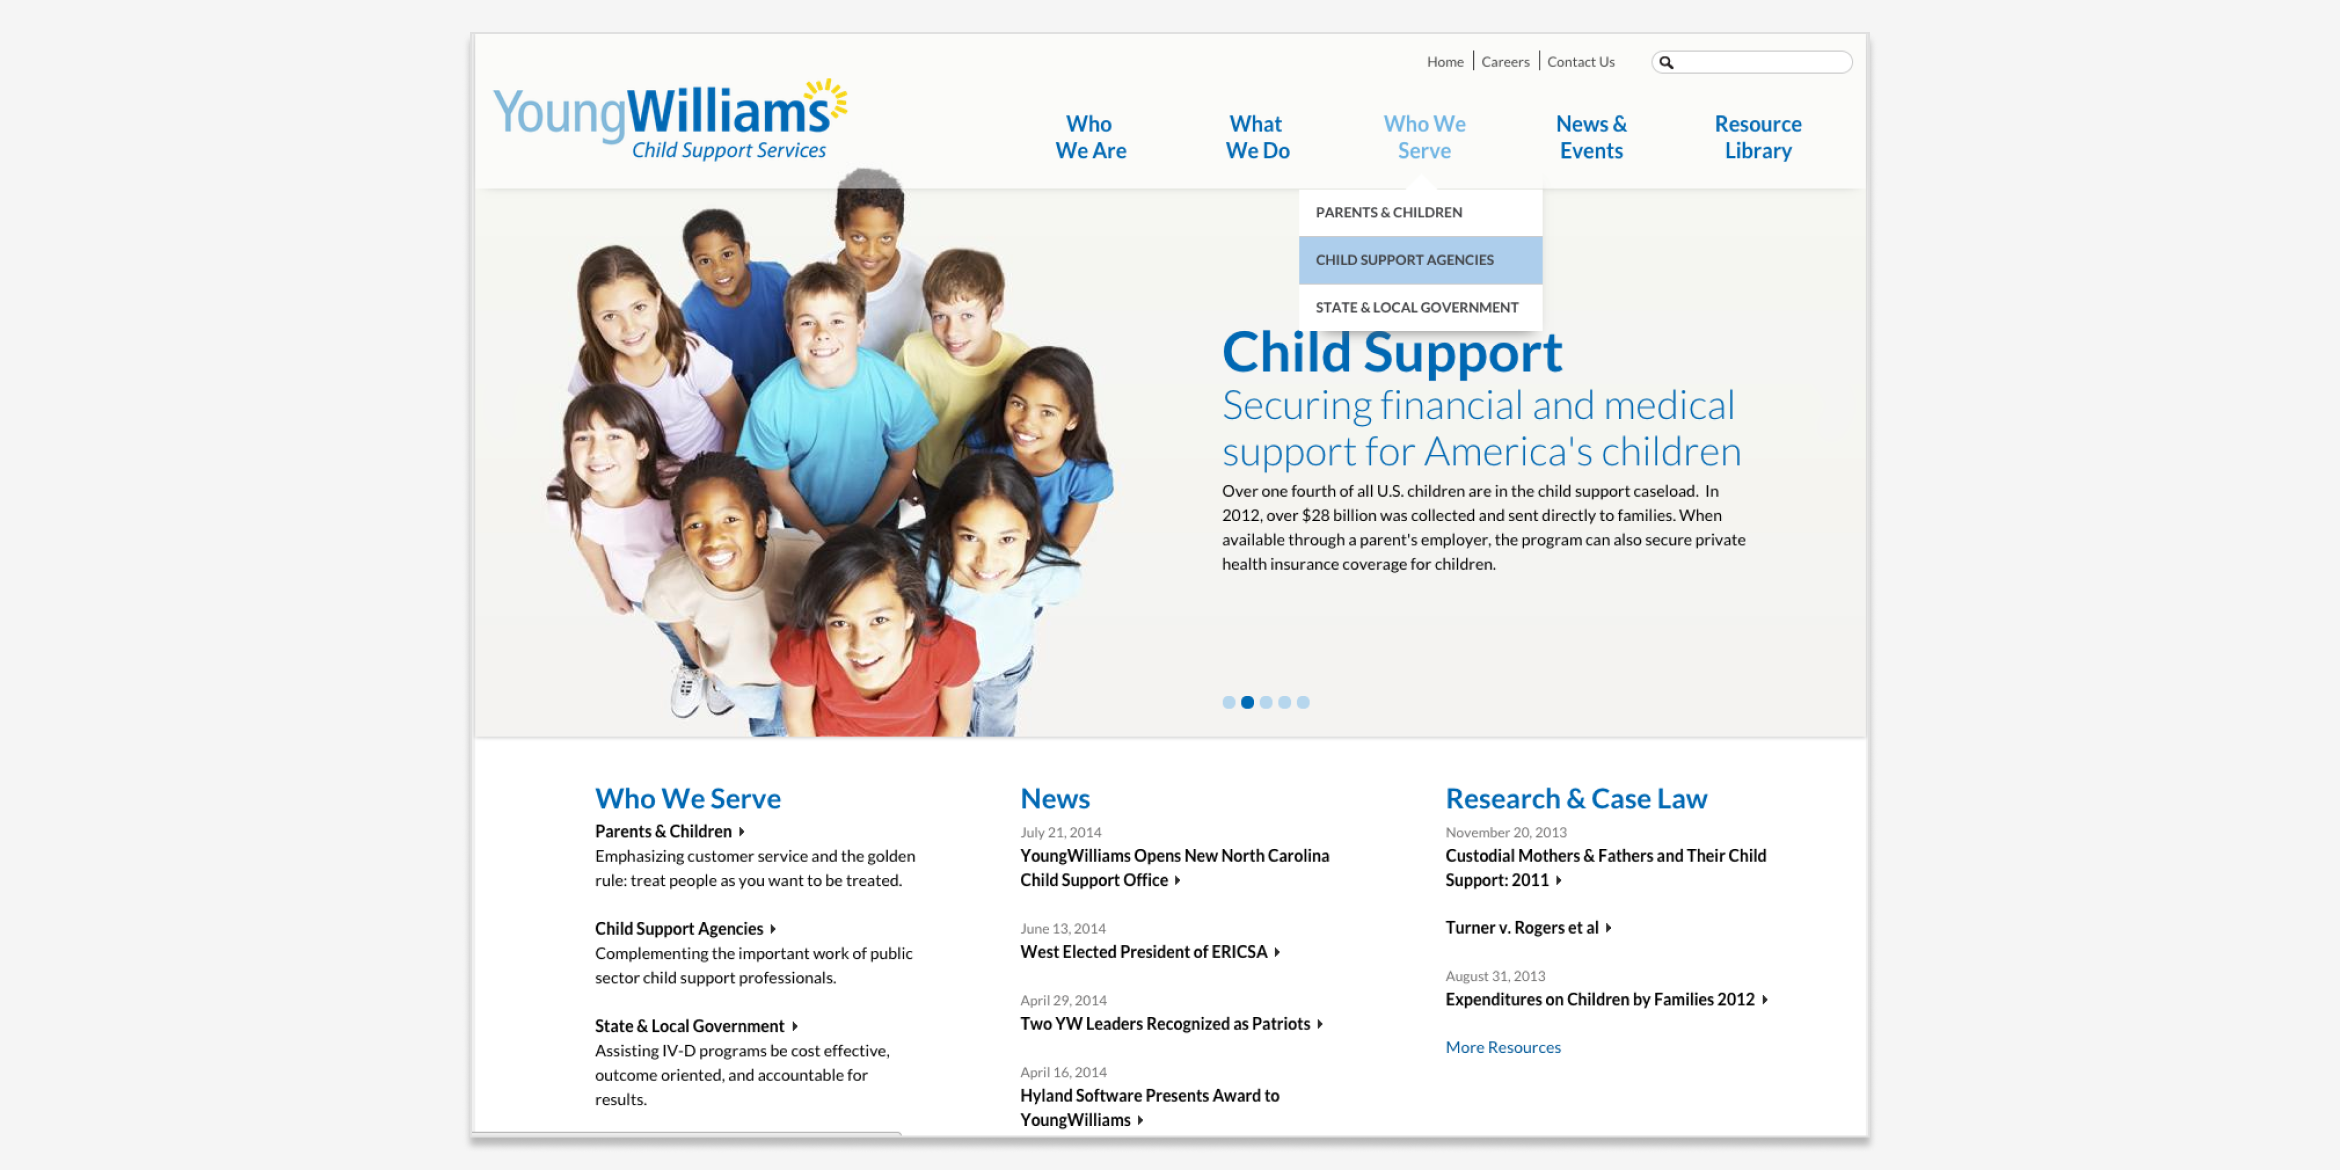 Home
Careers
Contact Us
YoungWilliams
Child Support Services
Who
We Are
What
We Do
Who We
Serve
News &
Events
Resource
Library
PARENTS & CHILDREN
CHILD SUPPORT AGENCIES
STATE & LOCAL GOVERNMENT
Child Support
Securing financial and medical
support for America's children
Over one fourth of all U.S. children are in the child support caseload.  In
2012, over $28 billion was collected and sent directly to families. When
available through a parent's employer, the program can also secure private
health insurance coverage for children.
Who We Serve
Parents & Children
Emphasizing customer service and the golden
rule: treat people as you want to be treated.
Child Support Agencies
Complementing the important work of public
sector child support professionals.
State & Local Government
Assisting IV-D programs be cost effective,
outcome oriented, and accountable for
results.
News
July 21, 2014
YoungWilliams Opens New North Carolina
Child Support Office
June 13, 2014
West Elected President of ERICSA
April 29, 2014
Two YW Leaders Recognized as Patriots
April 16, 2014
Hyland Software Presents Award to
YoungWilliams
Research & Case Law
November 20, 2013
Custodial Mothers & Fathers and Their Child
Support: 2011
Turner v. Rogers et al
August 31, 2013
Expenditures on Children by Families 2012
More Resources